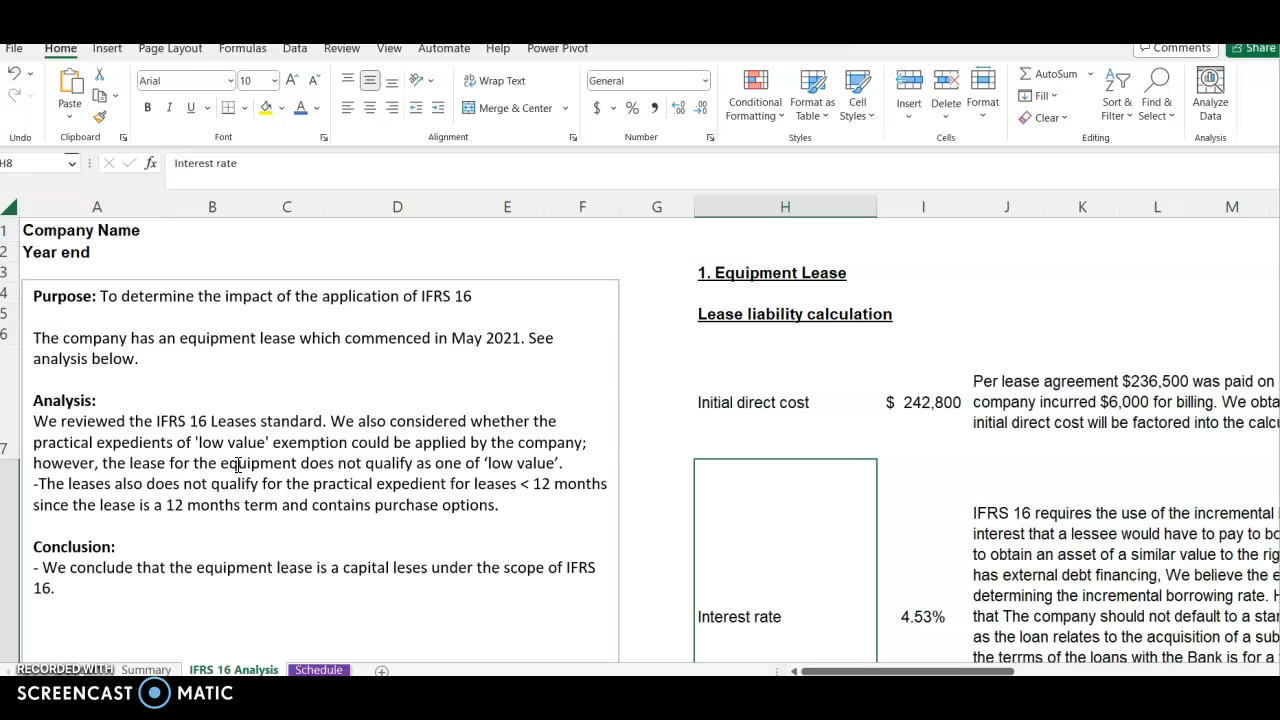 File Home Insert Page Layout Formulas Data Review View Automate Help Power Pivot Comments Share
Paste
Arial 10
B I U A
Wrap Text
Merge & Center
General
$ %
Conditional Formatting
Format as Table
Cell Styles
Insert Delete Format
AutoSum
Fill
Clear
Sort & Filter
Find & Select
Analyze Data
Undo Clipboard Font Alignment Number Styles Cells Editing Analysis
H8 fx Interest rate
A B C D E F G H I J K L M
1 Company Name
2 Year end
3 1. Equipment Lease
4 Purpose: To determine the impact of the application of IFRS 16
5 Lease liability calculation
6 The company has an equipment lease which commenced in May 2021. See
analysis below.
Analysis:
We reviewed the IFRS 16 Leases standard. We also considered whether the
practical expedients of 'low value' exemption could be applied by the company;
however, the lease for the equipment does not qualify as one of ‘low value’.
-The leases also does not qualify for the practical expedient for leases < 12 months
since the lease is a 12 months term and contains purchase options.
Conclusion:
- We conclude that the equipment lease is a capital leses under the scope of IFRS
16.
7
Initial direct cost $ 242,800
Per lease agreement $236,500 was paid on
company incurred $6,000 for billing. We obta
initial direct cost will be factored into the calcu
Interest rate 4.53%
IFRS 16 requires the use of the incremental
interest that a lessee would have to pay to bo
to obtain an asset of a similar value to the rig
has external debt financing, We believe the e
determining the incremental borrowing rate. H
that The company should not default to a star
as the loan relates to the acquisition of a sub
the terrms of the loans with the Bank is for a
Summary IFRS 16 Analysis Schedule
RECORDED WITH
SCREENCAST MATIC